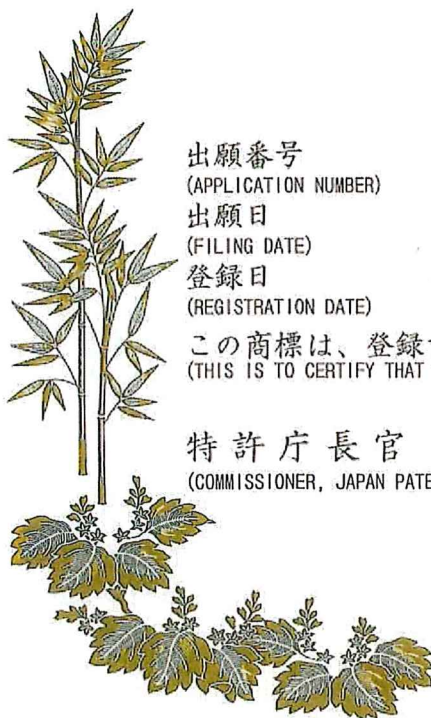 出願番号
(APPLICATION NUMBER)
出願日
(FILING DATE)
登録日
(REGISTRATION DATE)
この商標は、登録
(THIS IS TO CERTIFY THAT
特許庁長官
(COMMISSIONER, JAPAN PATE